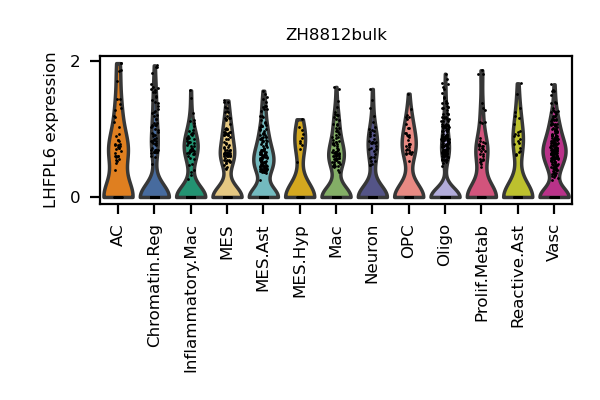 ZH8812bulk
LHFPL6 expression
2
0
AC
Chromatin.Reg
Inflammatory.Mac
MES
MES.Ast
MES.Hyp
Mac
Neuron
OPC
Oligo
Prolif.Metab
Reactive.Ast
Vasc